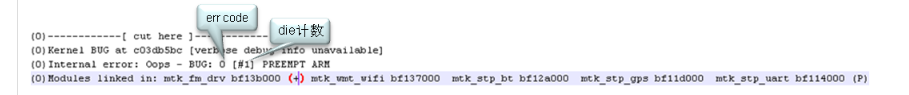 err code
die计數
(0)------------[ cut here ]------------
(0)Kernel BUG at c03db5bc [verbose debug info unavailable]
(0)Internal error: Oops - BUG: 0 [#1] PREEMPT ARM
(0)Modules linked in: mtk_fm_drv bf13b000 (+) mtk_wmt_wifi bf137000 mtk_stp_bt bf12a000 mtk_stp_gps bf11d000 mtk_stp_uart bf114000 (P)